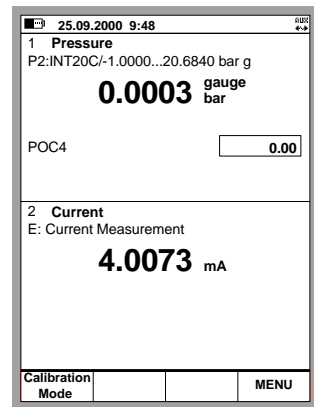 25.09.2000 9:48
AUX
1 Pressure
P2:INT20C/-1.0000...20.6840 bar g
0.0003 gauge
bar
POC4 0.00
2 Current
E: Current Measurement
4.0073 mA
Calibration
Mode MENU